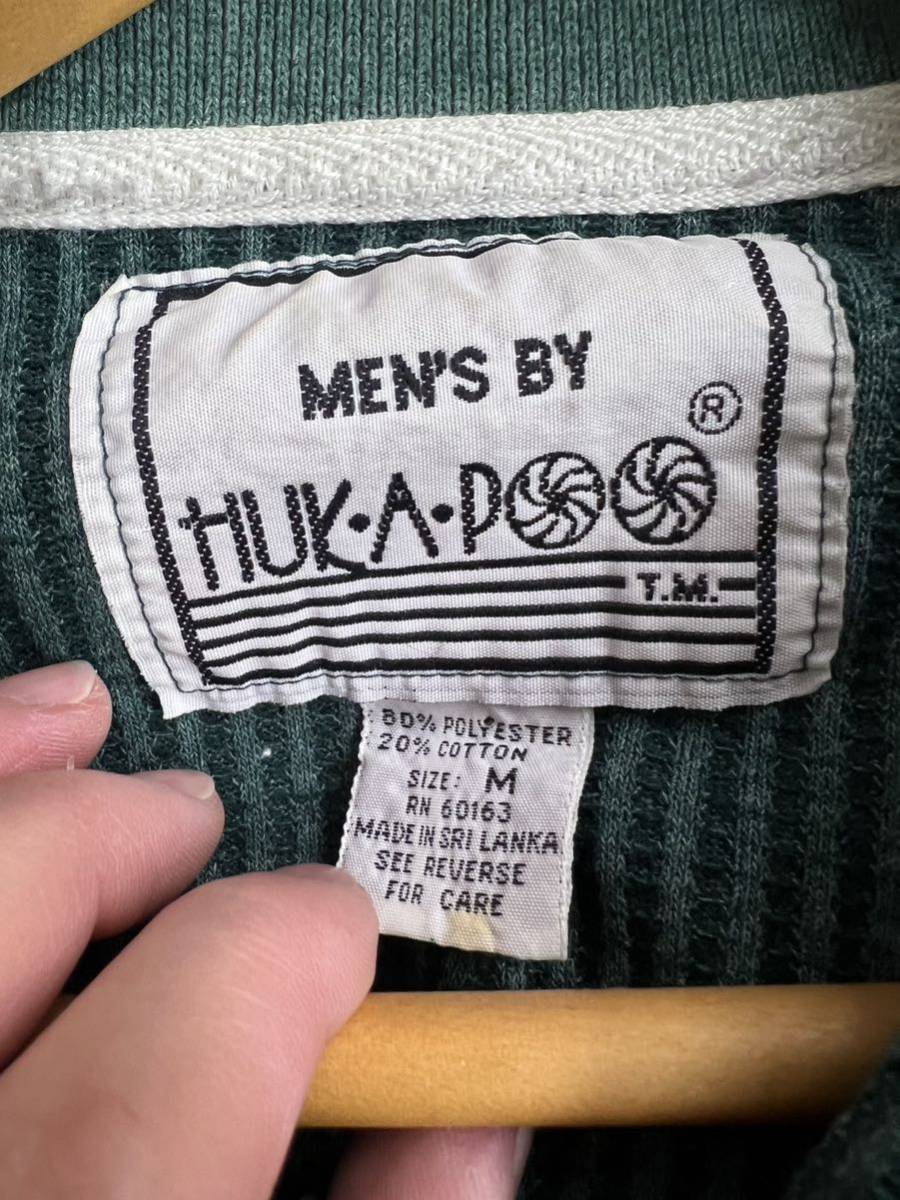 MEN'S BY
®
HUK·A·POO
T.M.
80% POLYESTER
20% COTTON
SIZE: M
RN 60163
MADE IN SRI LANKA
SEE REVERSE
FOR CARE